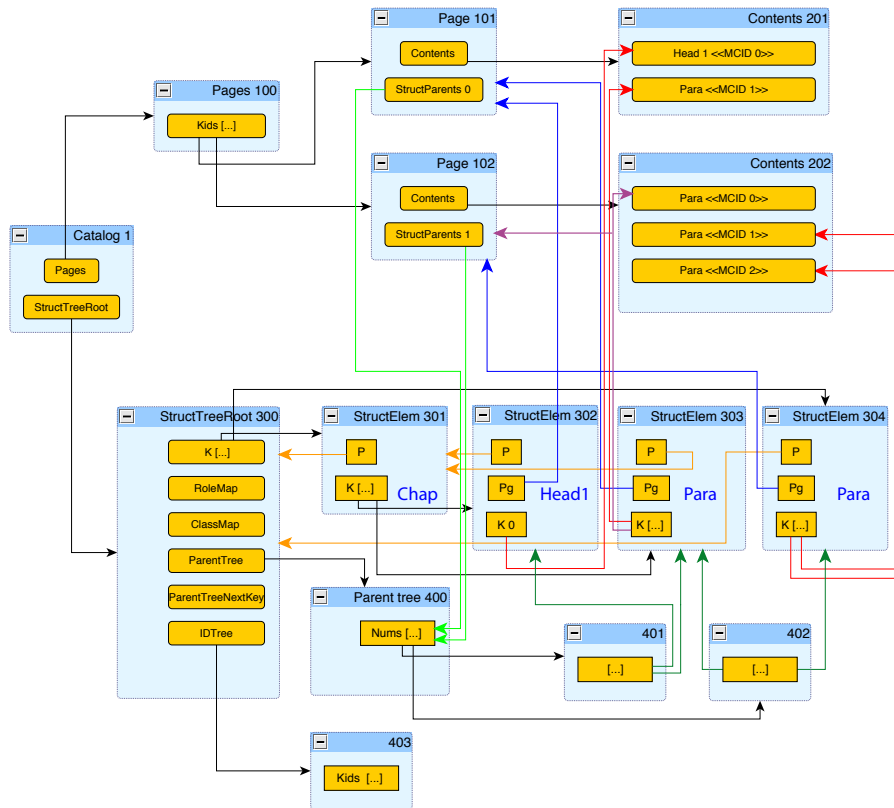 Page 101
Contents
StructParents 0
Contents 201
Head 1 <<MCID 0>>
Para <<MCID 1>>
Pages 100
Kids [...]
Page 102
Contents
StructParents 1
Contents 202
Para <<MCID 0>>
Para <<MCID 1>>
Para <<MCID 2>>
Catalog 1
Pages
StructTreeRoot
StructTreeRoot 300
K [...]
RoleMap
ClassMap
ParentTree
ParentTreeNextKey
IDTree
StructElem 301
P
K [...]
Chap
StructElem 302
P
Pg
Head1
K 0
StructElem 303
P
Pg
Para
K [...]
StructElem 304
P
Pg
Para
K [...]
Parent tree 400
Nums [...]
401
[...]
402
[...]
403
Kids [...]